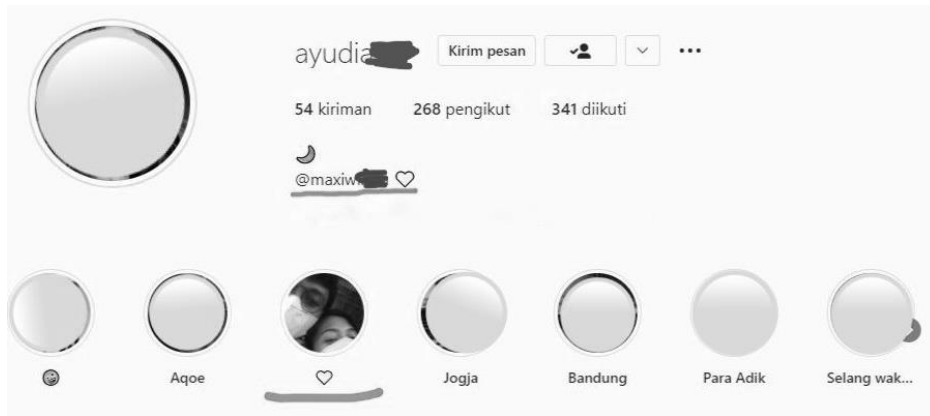 ayudia Kirim pesan
54 kiriman 268 pengikut 341 diikuti
@maxiw
Aqoe Jogja Bandung Para Adik Selang wak...